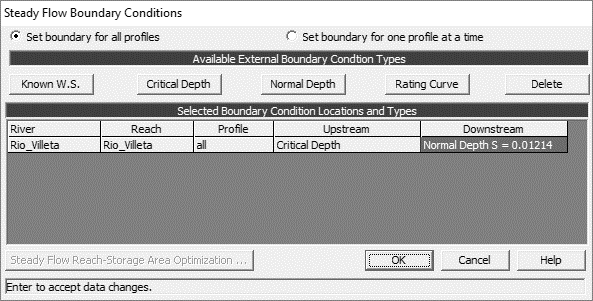 Steady Flow Boundary Conditions
Set boundary for all profiles Set boundary for one profile at a time
Available External Boundary Condtion Types
Known W.S. Critical Depth Normal Depth Rating Curve Delete
Selected Boundary Condition Locations and Types
River Reach Profile Upstream Downstream
Rio_Villeta Rio_Villeta all Critical Depth Normal Depth S = 0.01214
Steady Flow Reach-Storage Area Optimization ... OK Cancel Help
Enter to accept data changes.